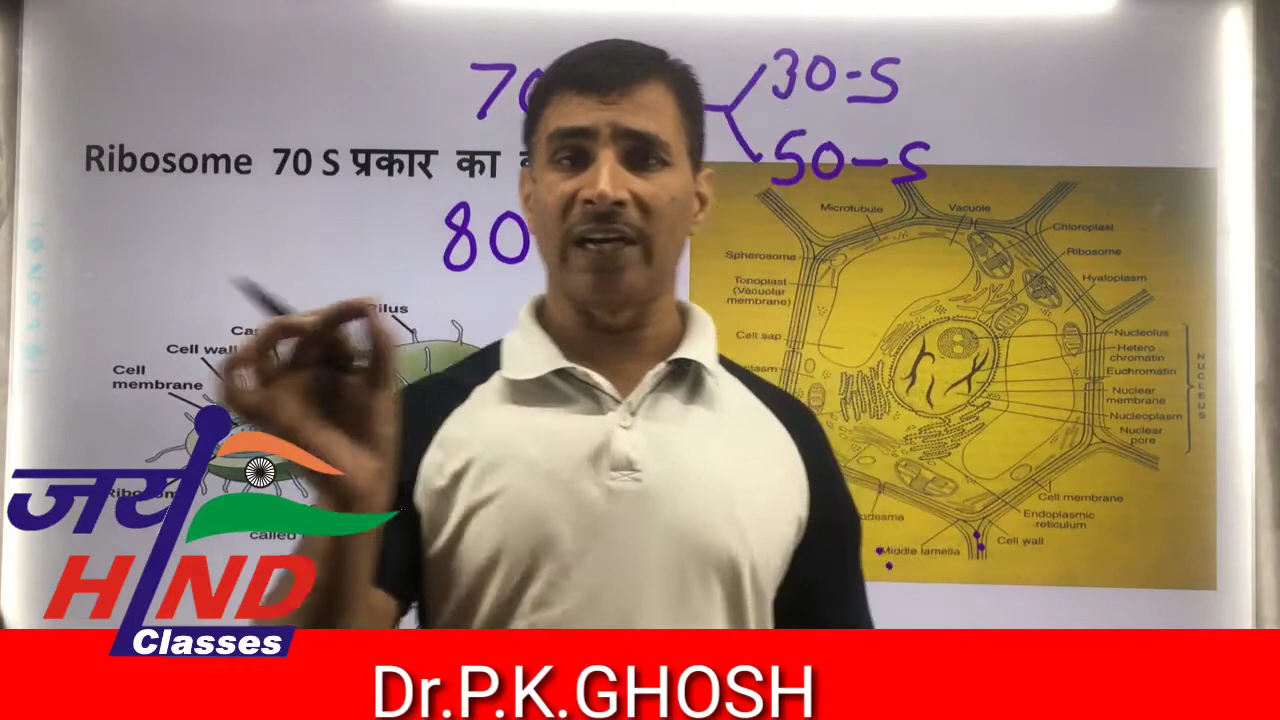 30-S
50-S
Ribosome 70 S प्रकार का
80
Pilus
Cell wall
Cell
membrane
Microtubule
Vacuole
Chloroplast
Spherosome
Ribosome
Tonoplast
(Vacuolar
membrane)
Hyaloplasm
Cell sap
Nucleolus
Hetero
chromatin
Euchromatin
Nuclear
membrane
Nucleoplasm
Nuclear
pore
NUCLEUS
Cell membrane
Endoplasmic
reticulum
Cell wall
Middle lamella
जय
HIND
Classes
Dr.P.K.GHOSH